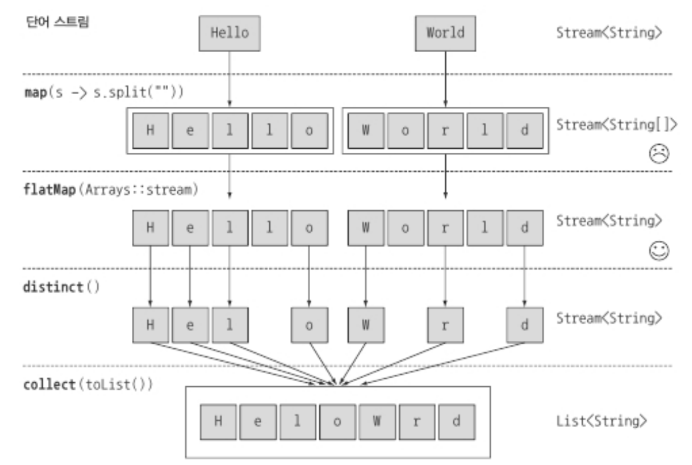 단어 스트림
Hello World Stream<String>
map(s -> s.split(""))
H e l l o W o r l d Stream<String[]>
flatMap(Arrays::stream)
H e l l o W o r l d Stream<String>
distinct()
H e l o W r d Stream<String>
collect(toList())
H e l o W r d List<String>